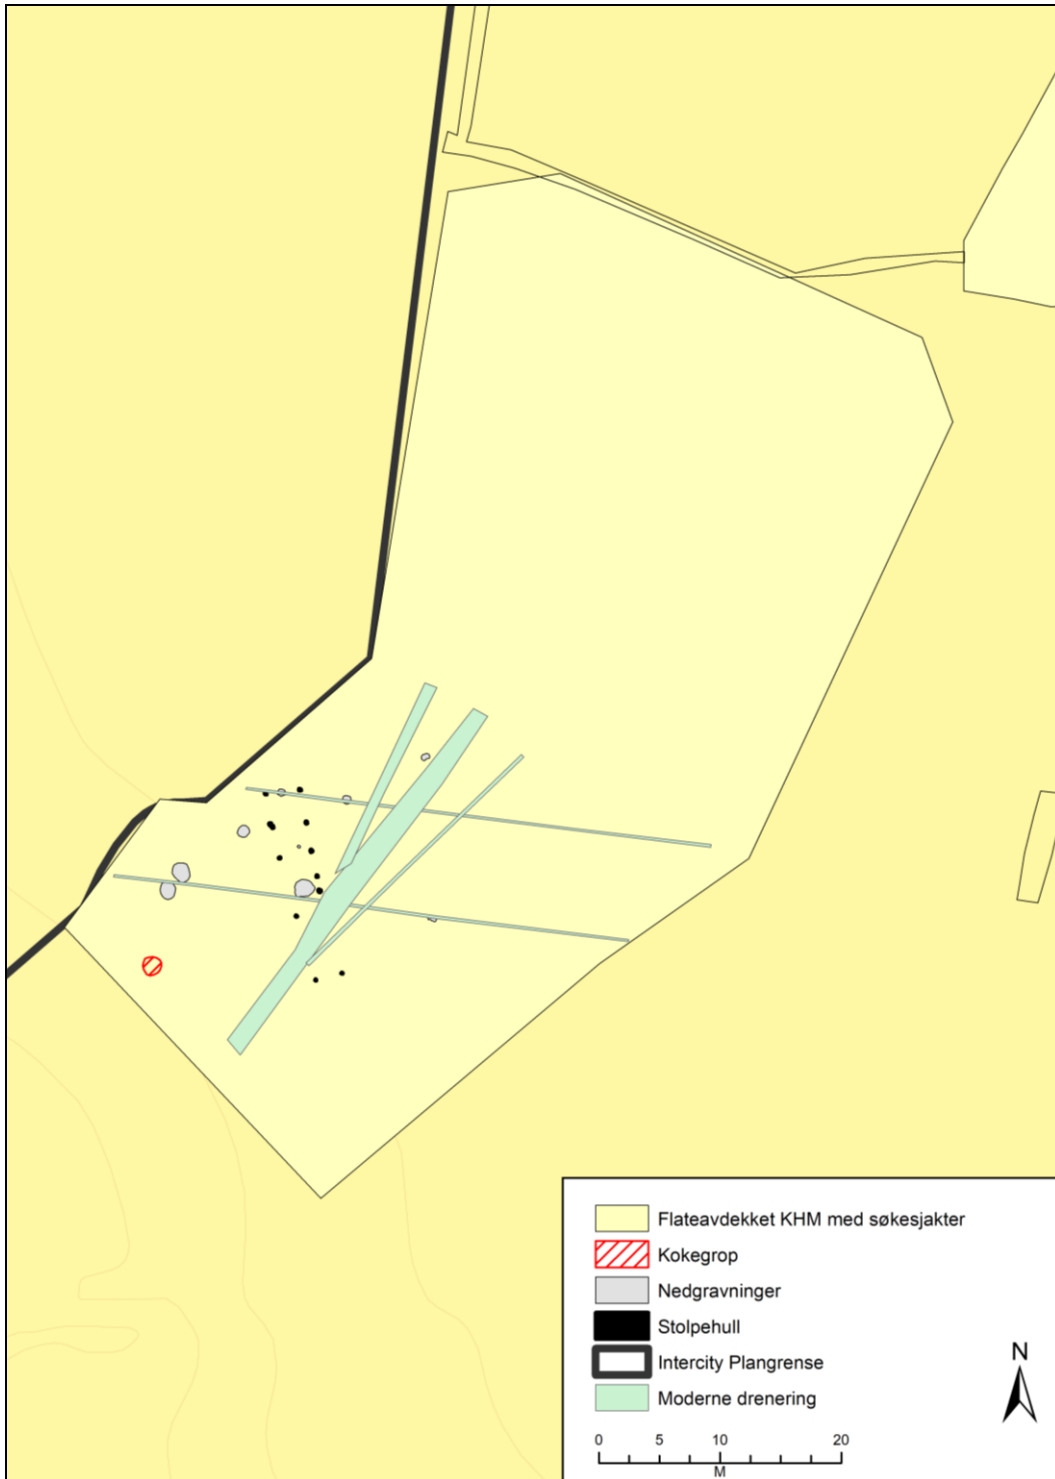 Flateavdekket KHM med søkesjakter
Kokegrop
Nedgravninger
Stolpehull
Intercity Plangrense
Moderne drenering
N
0 5 10 20
M